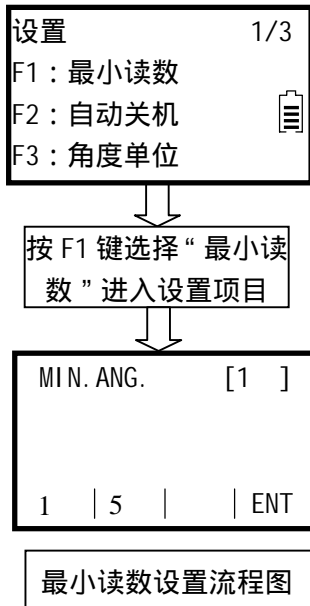 设置 1/3
F1：最小读数
F2：自动关机
F3：角度单位
按 F1 键选择“最小读
数”进入设置项目
MIN.ANG. [1 ]
1 | 5 | | ENT
最小读数设置流程图